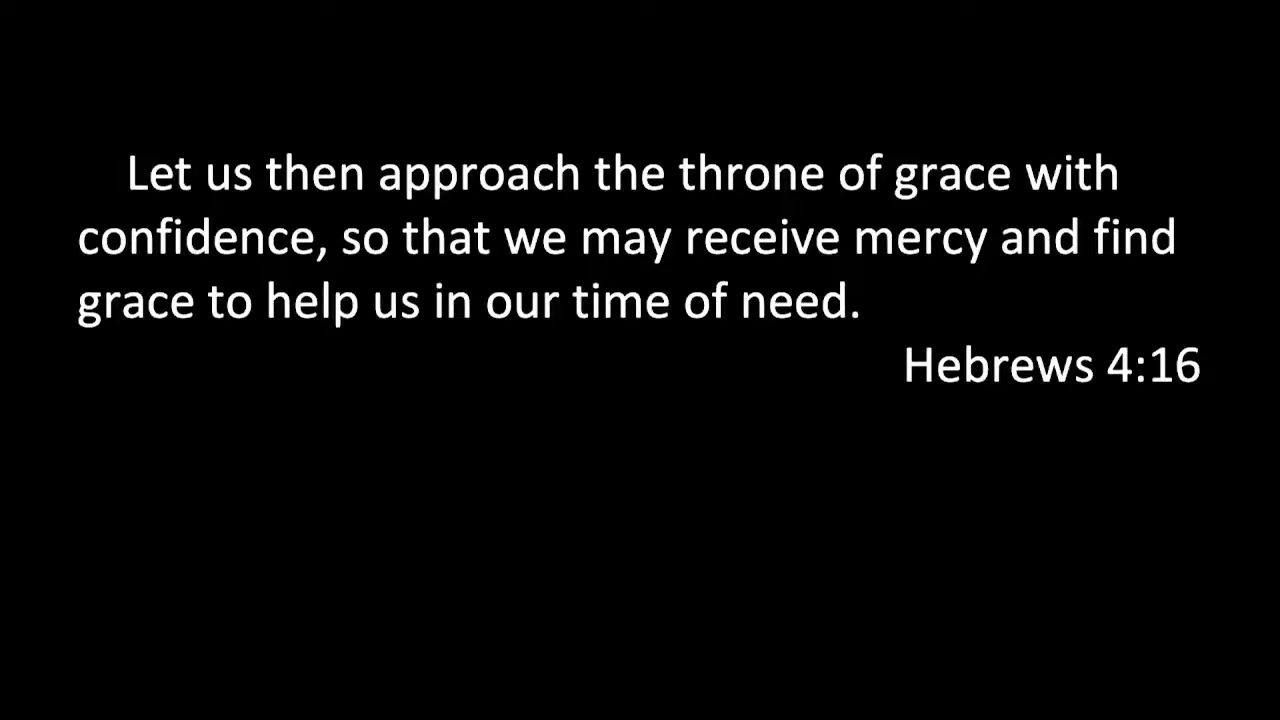 Let us then approach the throne of grace with
confidence, so that we may receive mercy and find
grace to help us in our time of need.
Hebrews 4:16